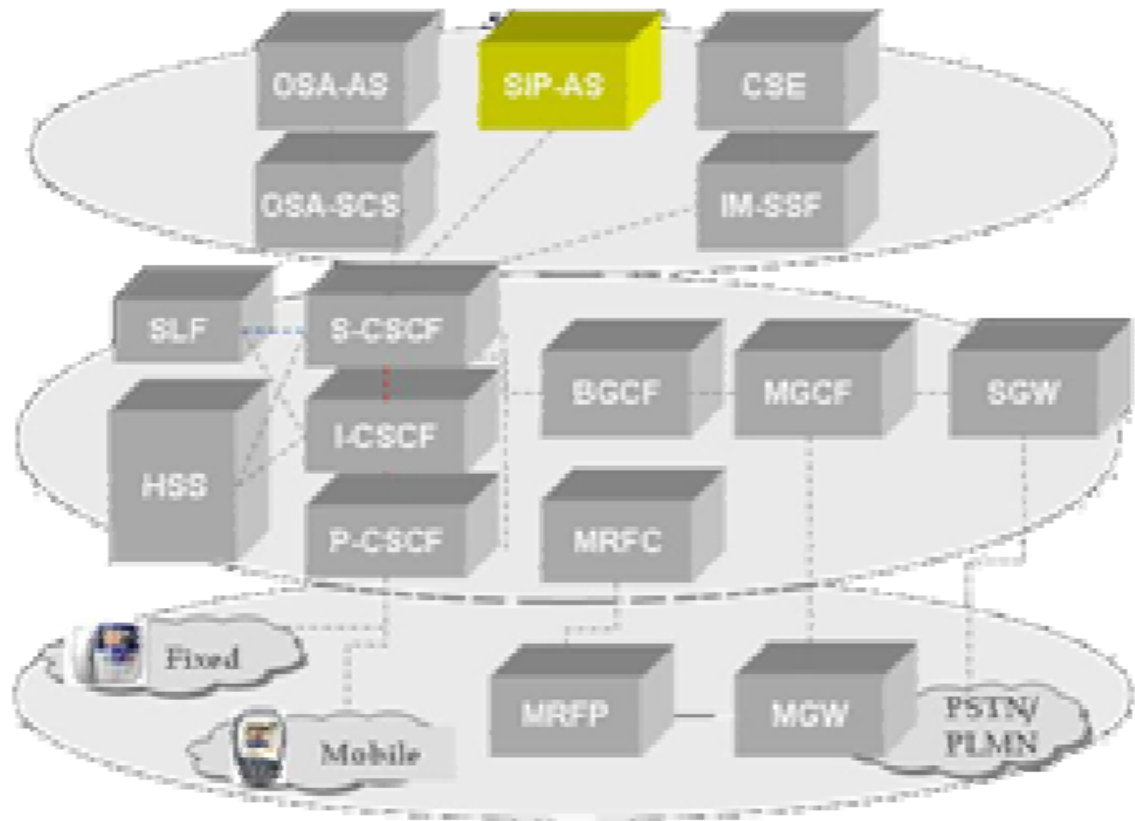 OSA-AS
SIP-AS
CSE
OSA-SCS
IM-SSF
SLF
S-CSCF
BGCF
MGCF
SGW
I-CSCF
HSS
P-CSCF
MRFC
Fixed
MRFP
MGW
PSTN/
PLMN
Mobile